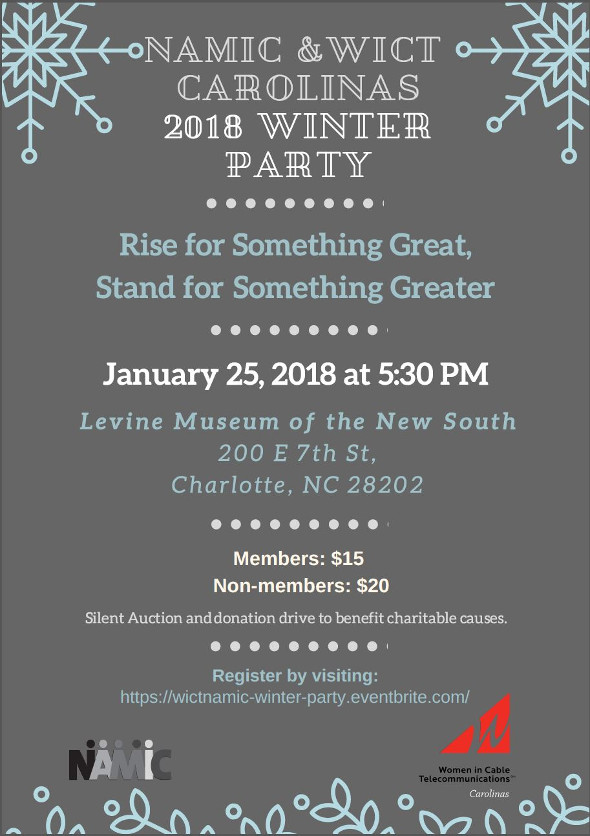 NAMIC &WICT
CAROLINAS
2018 WINTER
PARTY
Rise for Something Great,
Stand for Something Greater
January 25, 2018 at 5:30 PM
Levine Museum of the New South
200 E 7th St,
Charlotte, NC 28202
Members: $15
Non-members: $20
Silent Auction and donation drive to benefit charitable causes.
Register by visiting:
https://wictnamic-winter-party.eventbrite.com/
NAMIC
Women in Cable
Telecommunications™
Carolinas